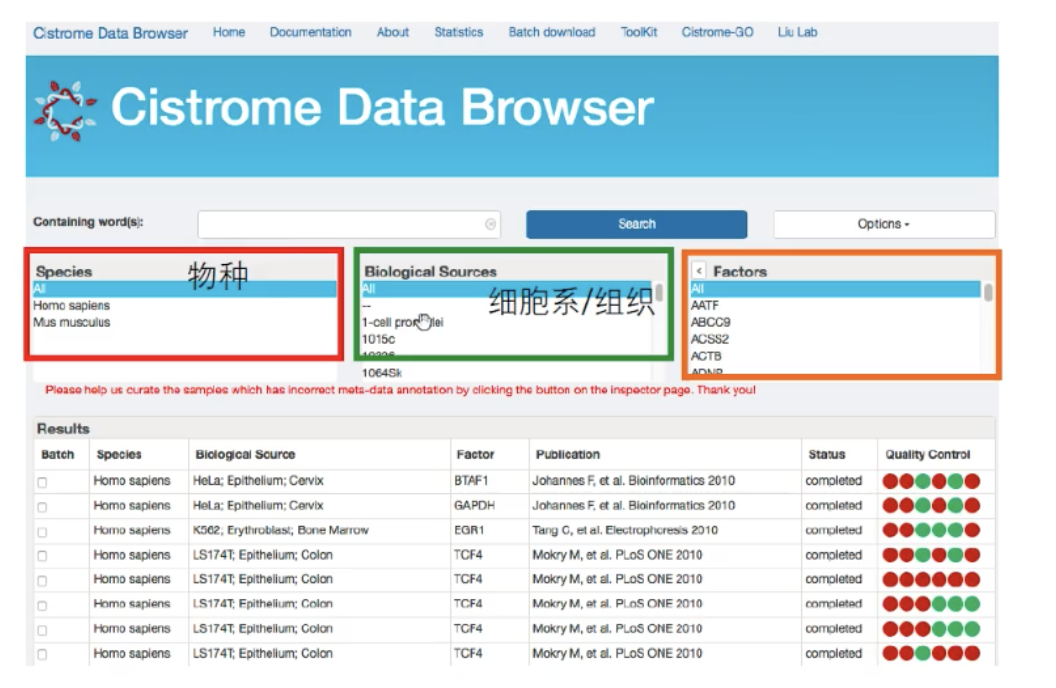 Cistrome Data Browser Home Documentation About Statistics Batch download ToolKit Cistrome-GO Liu Lab
Cistrome Data Browser
Containing word(s): Search Options
Species 物种
All
Homo sapiens
Mus musculus
Biological Sources
All
细胞系/组织
--
1-cell pronuclei
1015c
10326
1064Sk
< Factors
All
AATF
ABCC9
ACSS2
ACTB
ADNP
Please help us curate the samples which has incorrect meta-data annotation by clicking the button on the inspector page. Thank you!
Results
Batch Species Biological Source Factor Publication Status Quality Control
Homo sapiens HeLa; Epithelium; Cervix BTAF1 Johannes F, et al. Bioinformatics 2010 completed
Homo sapiens HeLa; Epithelium; Cervix GAPDH Johannes F, et al. Bioinformatics 2010 completed
Homo sapiens K562; Erythroblast; Bone Marrow EGR1 Tang C, et al. Electrophoresis 2010 completed
Homo sapiens LS174T; Epithelium; Colon TCF4 Mokry M, et al. PLoS ONE 2010 completed
Homo sapiens LS174T; Epithelium; Colon TCF4 Mokry M, et al. PLoS ONE 2010 completed
Homo sapiens LS174T; Epithelium; Colon TCF4 Mokry M, et al. PLoS ONE 2010 completed
Homo sapiens LS174T; Epithelium; Colon TCF4 Mokry M, et al. PLoS ONE 2010 completed
Homo sapiens LS174T; Epithelium; Colon TCF4 Mokry M, et al. PLoS ONE 2010 completed